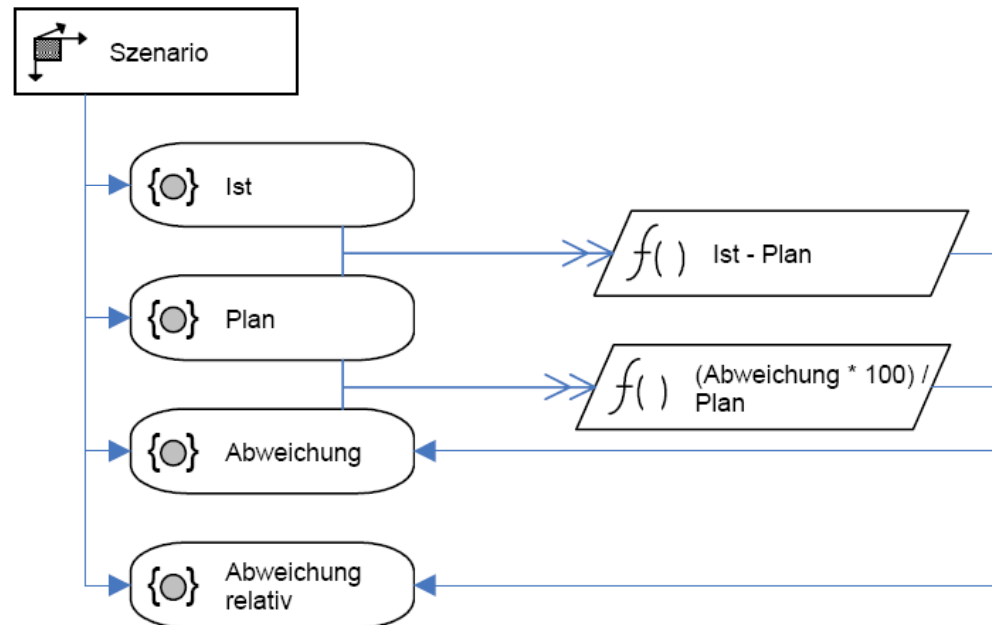 Szenario
{ } Ist
f( ) Ist - Plan
{ } Plan
f( ) (Abweichung * 100) /
Plan
{ } Abweichung
{ } Abweichung
relativ